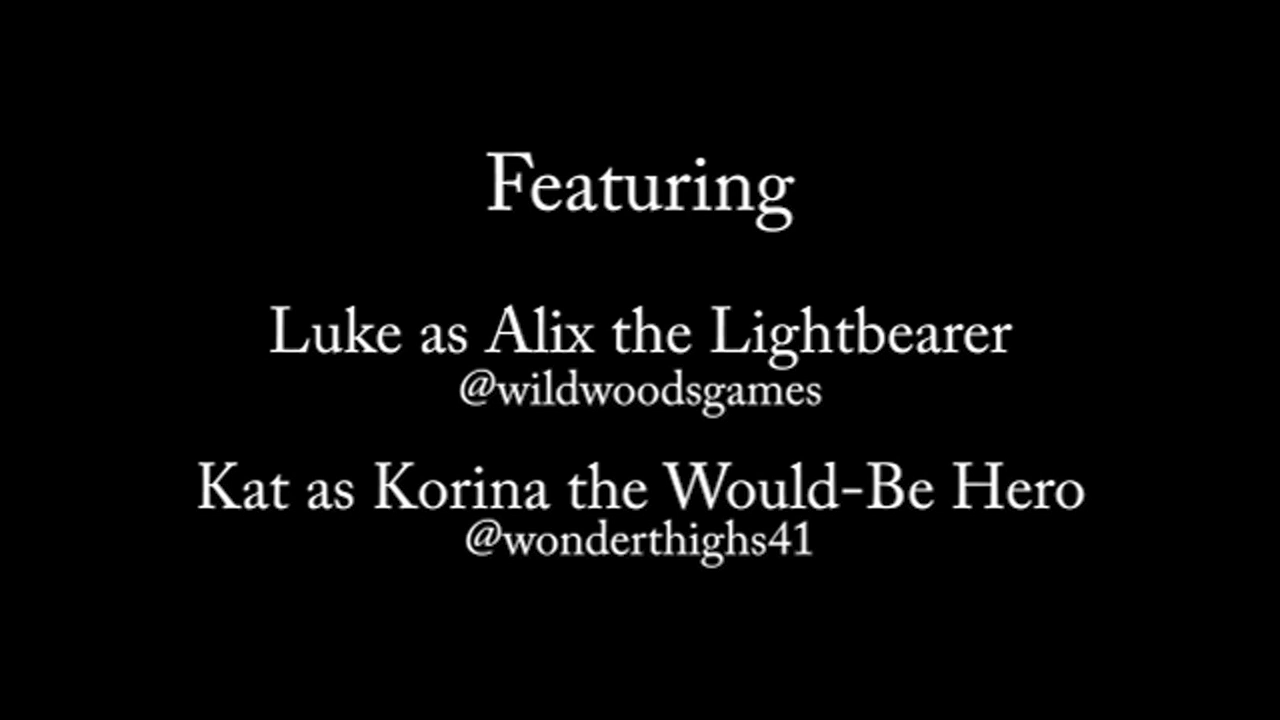 Featuring
Luke as Alix the Lightbearer
@wildwoodsgames
Kat as Korina the Would-Be Hero
@wonderthighs41